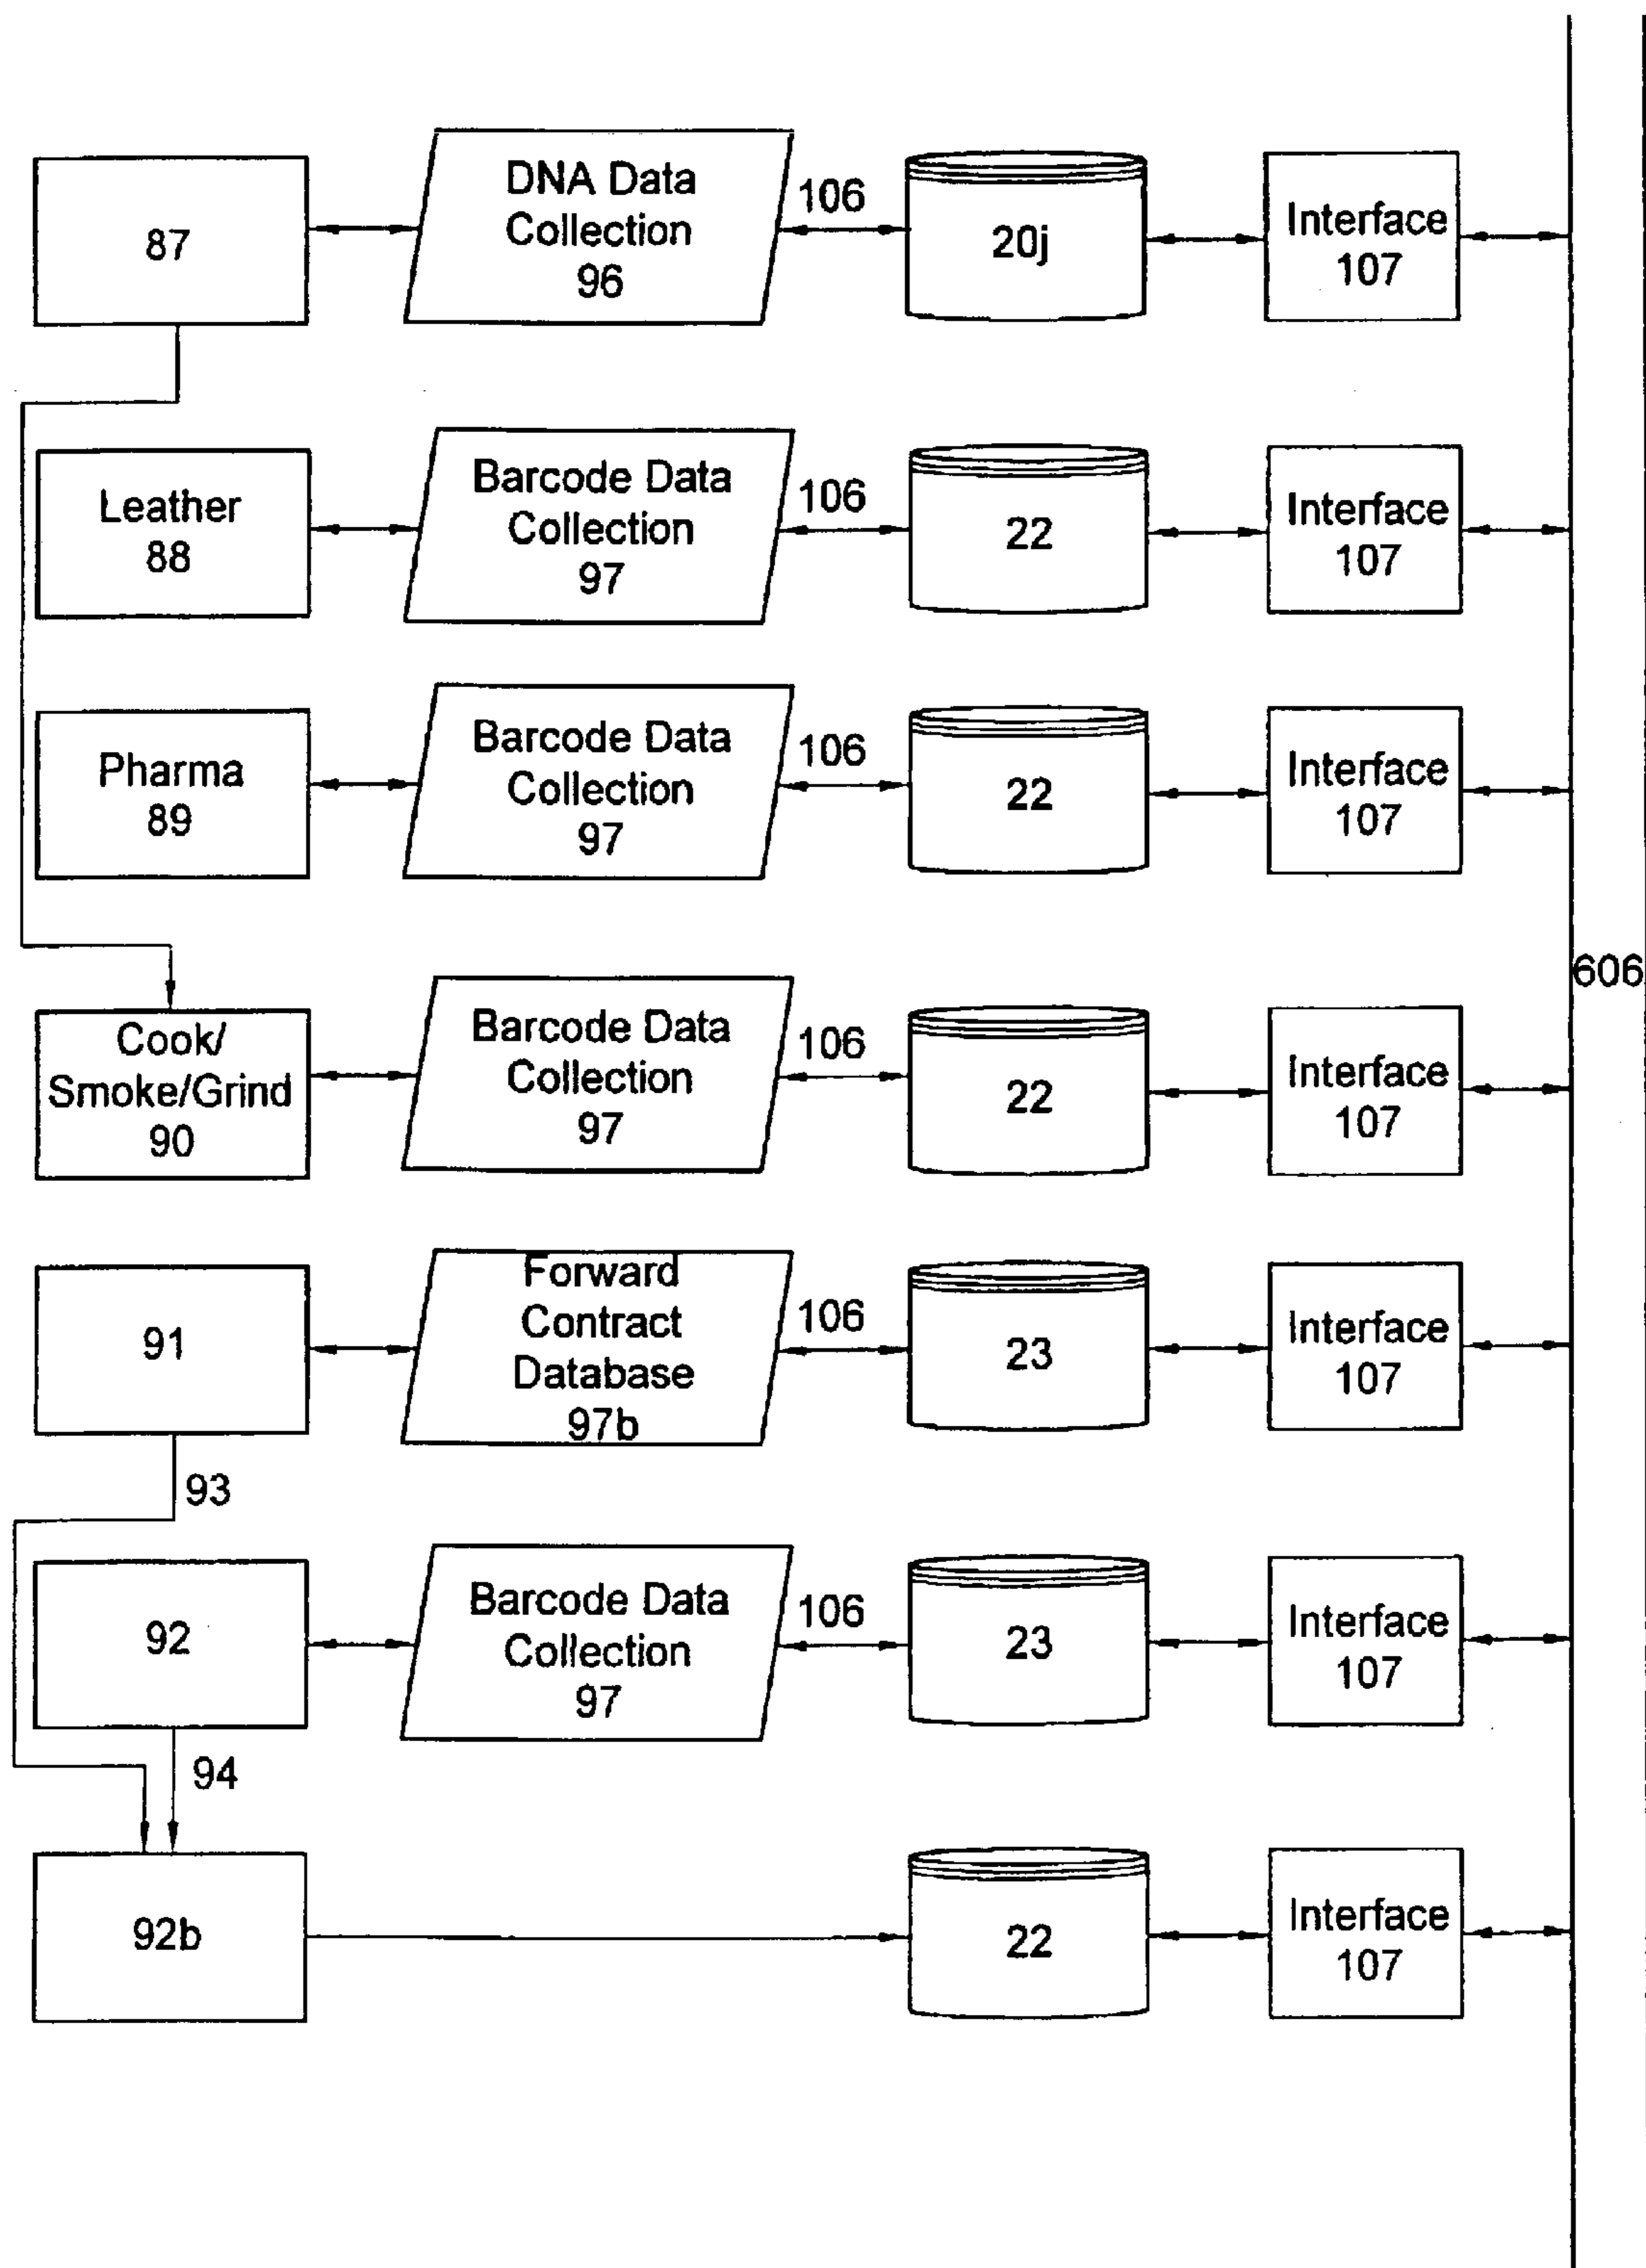 87
DNA Data
Collection
96
106
20j
Interface
107
Leather
88
Barcode Data
Collection
97
106
22
Interface
107
Pharma
89
Barcode Data
Collection
97
106
22
Interface
107
606
Cook/
Smoke/Grind
90
Barcode Data
Collection
97
106
22
Interface
107
91
Forward
Contract
Database
97b
106
23
Interface
107
93
92
Barcode Data
Collection
97
106
23
Interface
107
94
92b
22
Interface
107